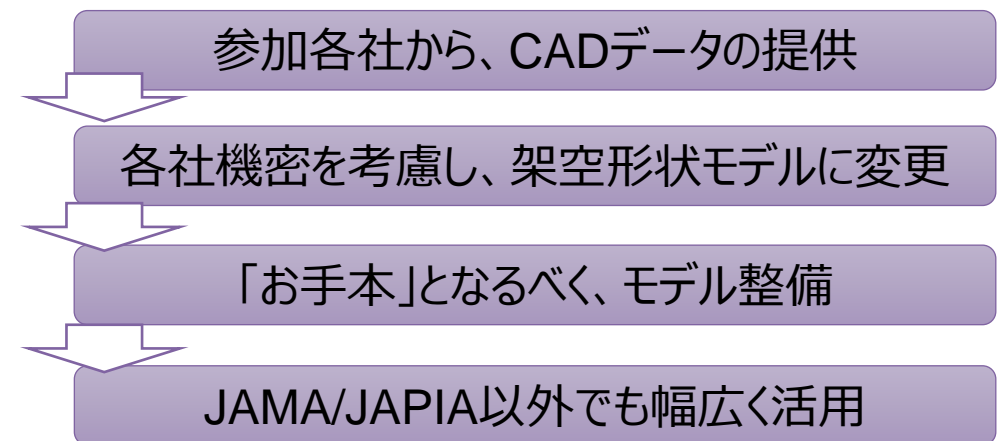 参加各社から、CADデータの提供
各社機密を考慮し、架空形状モデルに変更
「お手本」となるべく、モデル整備
JAMA/JAPIA以外でも幅広く活用